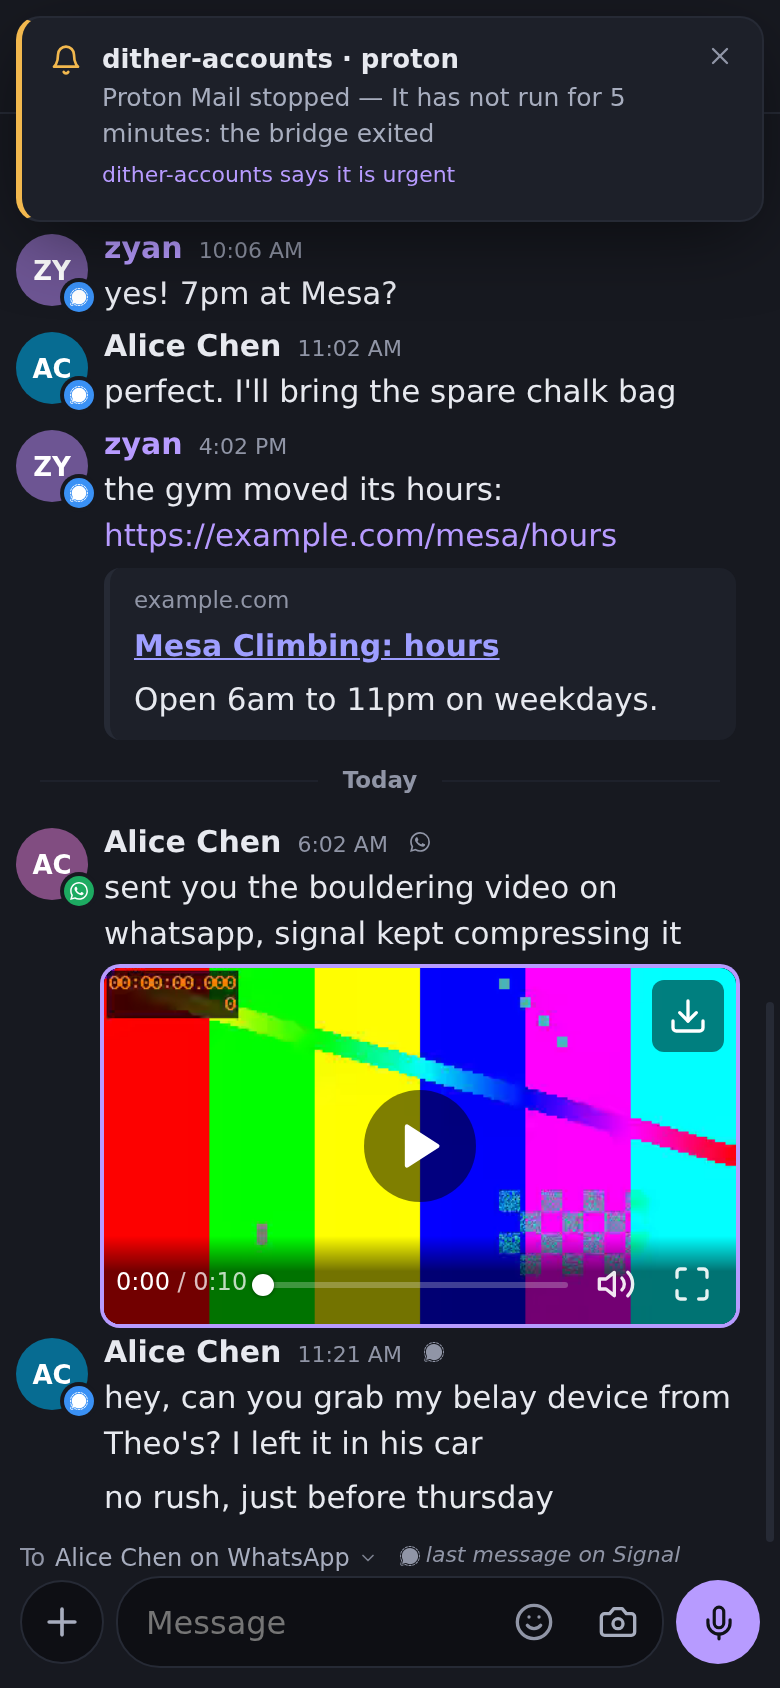 dither-accounts · proton
Proton Mail stopped — It has not run for 5
minutes: the bridge exited
dither-accounts says it is urgent
ZY
zyan 10:06 AM
yes! 7pm at Mesa?
AC
Alice Chen 11:02 AM
perfect. I'll bring the spare chalk bag
ZY
zyan 4:02 PM
the gym moved its hours:
https://example.com/mesa/hours
example.com
Mesa Climbing: hours
Open 6am to 11pm on weekdays.
Today
AC
Alice Chen 6:02 AM
sent you the bouldering video on
whatsapp, signal kept compressing it
00:00:00.000
0
0:00 / 0:10
AC
Alice Chen 11:21 AM
hey, can you grab my belay device from
Theo's? I left it in his car
no rush, just before thursday
To Alice Chen on WhatsApp last message on Signal
Message